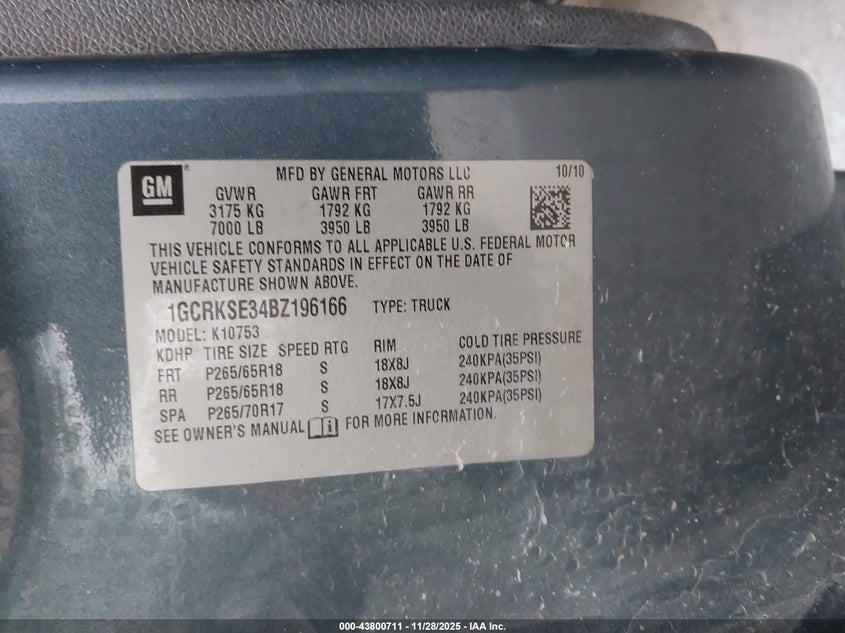 GM
®
MFD BY GENERAL MOTORS LLC 10/10
GVWR GAWR FRT GAWR RR
3175 KG 1792 KG 1792 KG
7000 LB 3950 LB 3950 LB
THIS VEHICLE CONFORMS TO ALL APPLICABLE U.S. FEDERAL MOTOR
VEHICLE SAFETY STANDARDS IN EFFECT ON THE DATE OF
MANUFACTURE SHOWN ABOVE.
1GCRKSE34BZ196166 TYPE: TRUCK
MODEL: K10753
KDHP TIRE SIZE SPEED RTG RIM COLD TIRE PRESSURE
FRT P265/65R18 S 18X8J 240KPA(35PSI)
RR P265/65R18 S 18X8J 240KPA(35PSI)
SPA P265/70R17 S 17X7.5J 240KPA(35PSI)
SEE OWNER'S MANUAL FOR MORE INFORMATION.
000-43800711 - 11/28/2025 - IAA Inc.